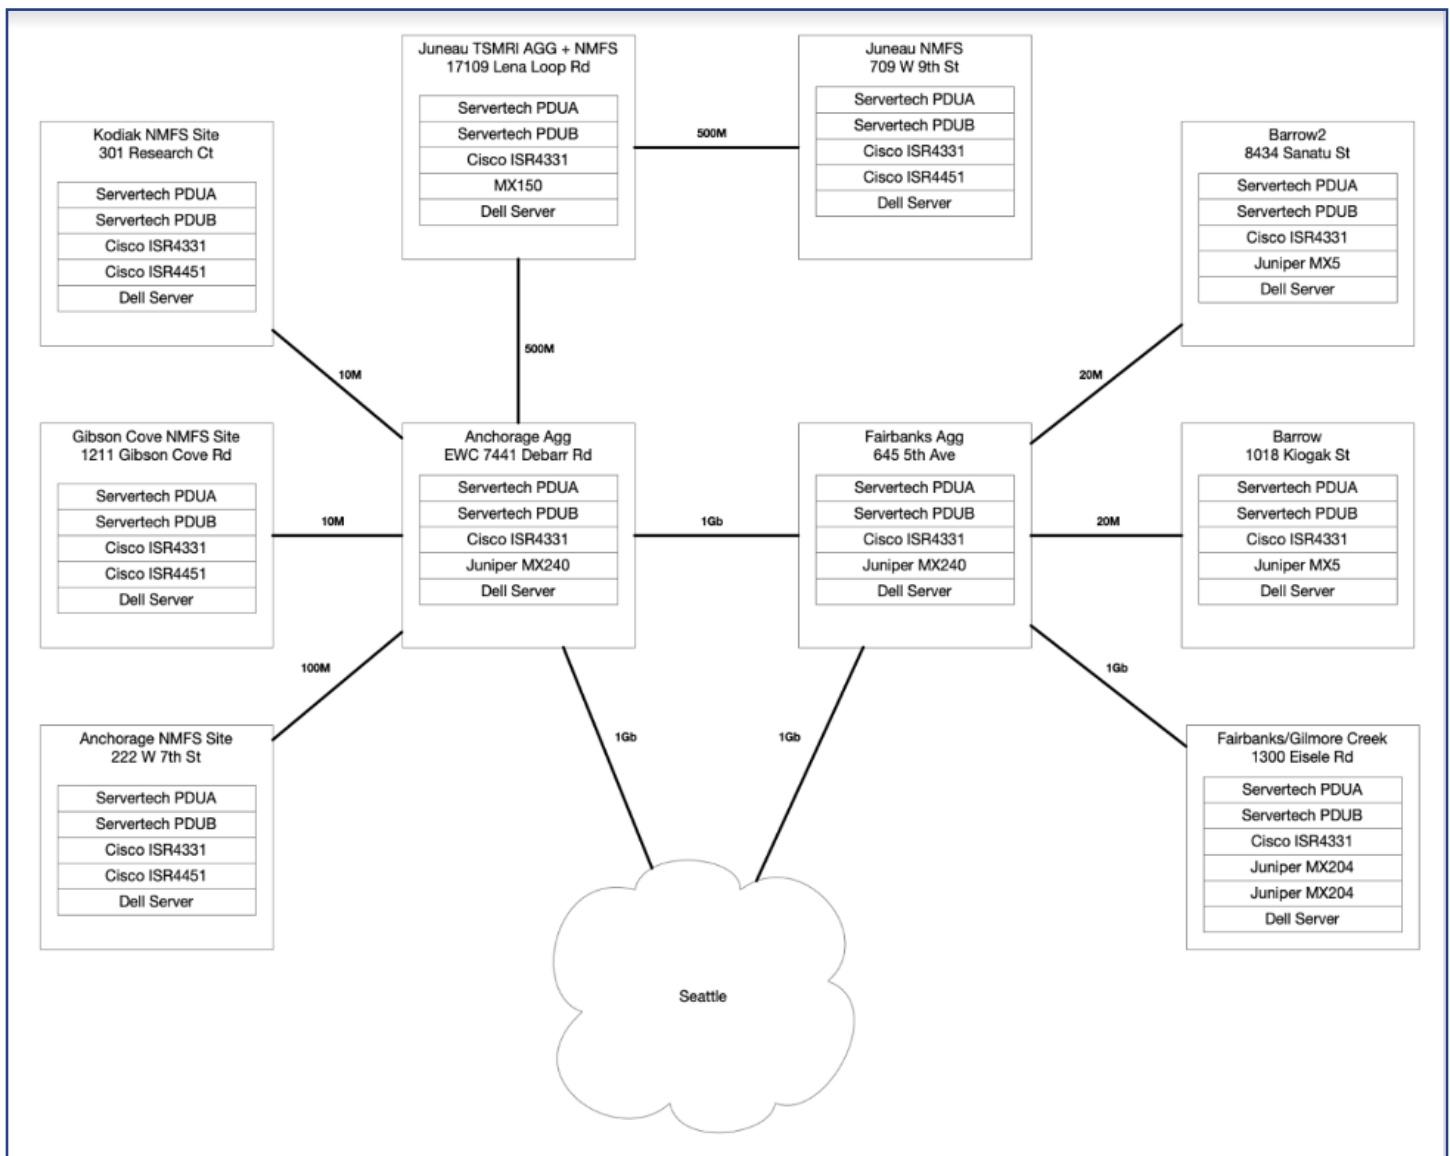 Juneau TSMRI AGG + NMFS
17109 Lena Loop Rd
Servertech PDUA
Servertech PDUB
Cisco ISR4331
MX150
Dell Server
500M
Juneau NMFS
709 W 9th St
Servertech PDUA
Servertech PDUB
Cisco ISR4331
Cisco ISR4451
Dell Server
Kodiak NMFS Site
301 Research Ct
Servertech PDUA
Servertech PDUB
Cisco ISR4331
Cisco ISR4451
Dell Server
Barrow2
8434 Sanatu St
Servertech PDUA
Servertech PDUB
Cisco ISR4331
Juniper MX5
Dell Server
500M
10M
20M
Gibson Cove NMFS Site
1211 Gibson Cove Rd
Servertech PDUA
Servertech PDUB
Cisco ISR4331
Cisco ISR4451
Dell Server
10M
Anchorage Agg
EWC 7441 Debarr Rd
Servertech PDUA
Servertech PDUB
Cisco ISR4331
Juniper MX240
Dell Server
1Gb
Fairbanks Agg
645 5th Ave
Servertech PDUA
Servertech PDUB
Cisco ISR4331
Juniper MX240
Dell Server
20M
Barrow
1018 Kiogak St
Servertech PDUA
Servertech PDUB
Cisco ISR4331
Juniper MX5
Dell Server
100M
1Gb
1Gb
1Gb
Anchorage NMFS Site
222 W 7th St
Servertech PDUA
Servertech PDUB
Cisco ISR4331
Cisco ISR4451
Dell Server
Fairbanks/Gilmore Creek
1300 Eisele Rd
Servertech PDUA
Servertech PDUB
Cisco ISR4331
Juniper MX204
Juniper MX204
Dell Server
Seattle